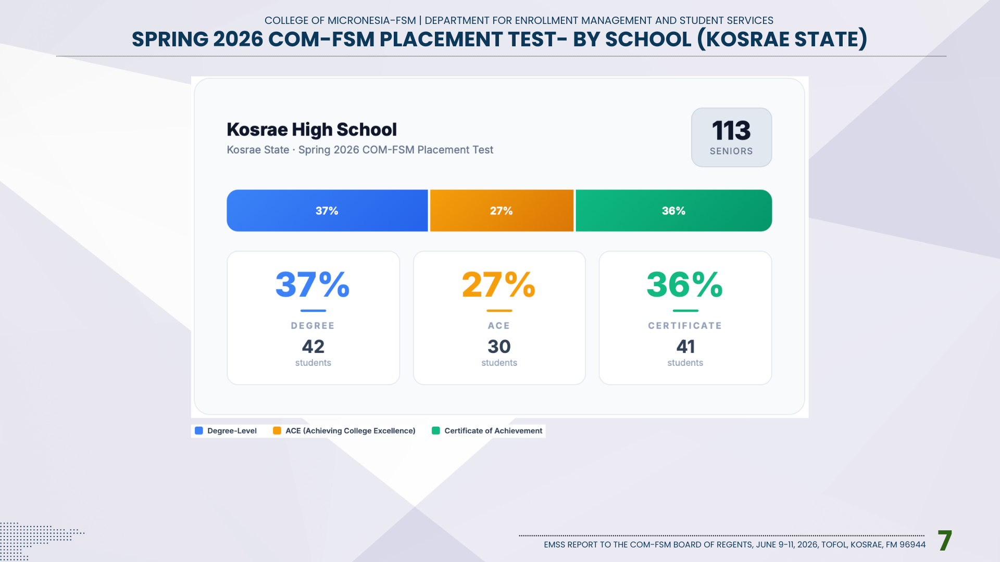 COLLEGE OF MICRONESIA-FSM | DEPARTMENT FOR ENROLLMENT MANAGEMENT AND STUDENT SERVICES
SPRING 2026 COM-FSM PLACEMENT TEST- BY SCHOOL (KOSRAE STATE)
Kosrae High School
Kosrae State · Spring 2026 COM-FSM Placement Test
113
SENIORS
37% 27% 36%
37%
DEGREE
42
students
27%
ACE
30
students
36%
CERTIFICATE
41
students
Degree-Level ACE (Achieving College Excellence) Certificate of Achievement
EMSS REPORT TO THE COM-FSM BOARD OF REGENTS, JUNE 9-11, 2026, TOFOL, KOSRAE, FM 96944
7